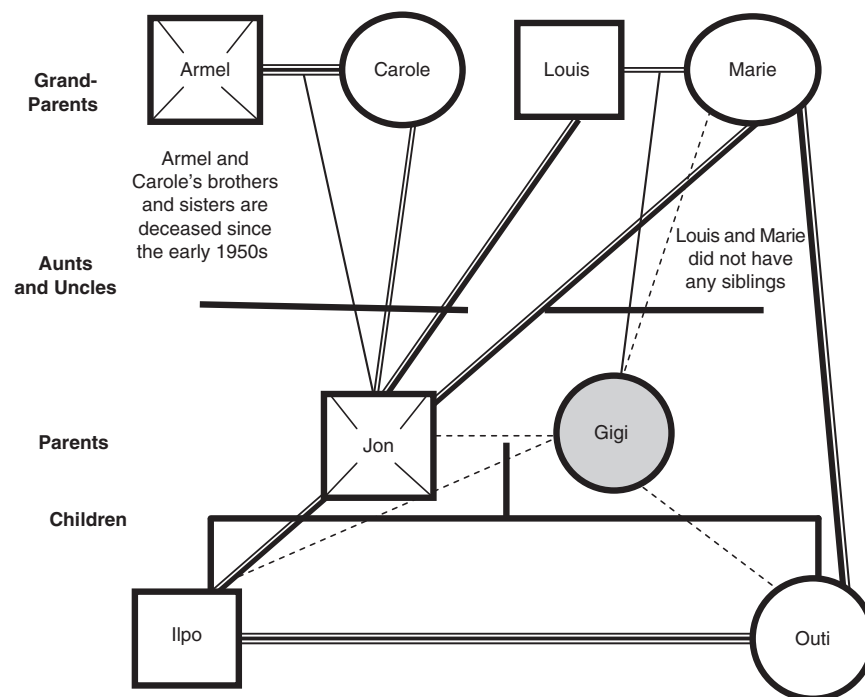 Grand-
Parents
Armel
Carole
Louis
Marie
Armel and
Carole's brothers
and sisters are
deceased since
the early 1950s
Louis and Marie
did not have
any siblings
Aunts
and Uncles
Parents
Jon
Gigi
Children
Ilpo
Outi